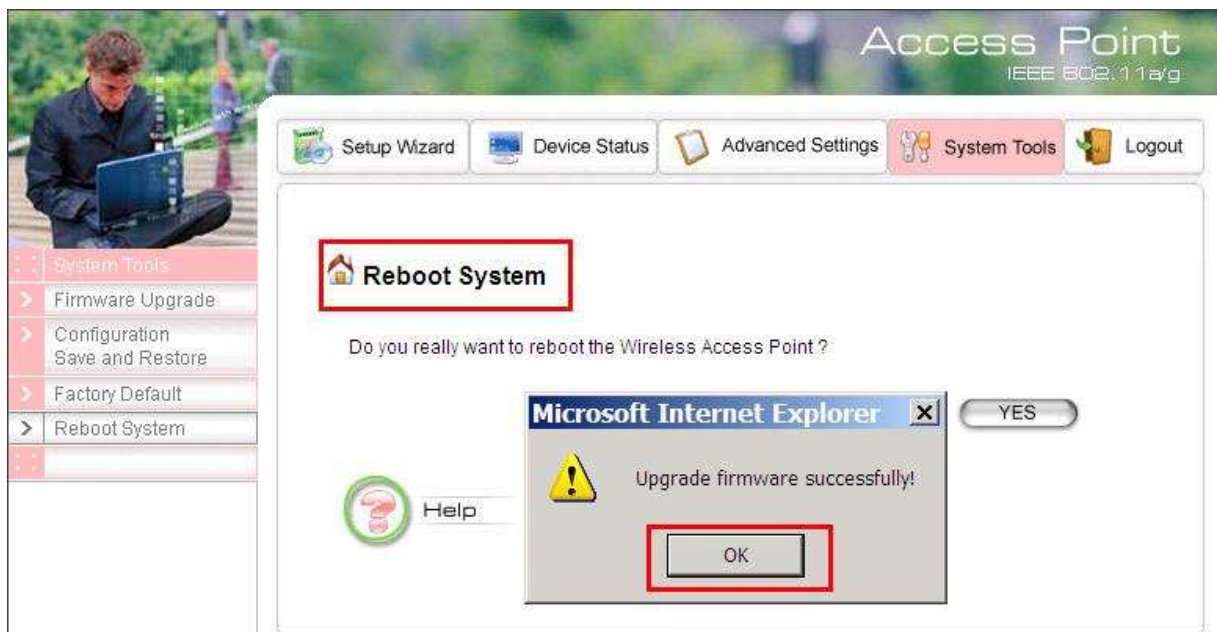 Access Point
IEEE 802.11a/g
Setup Wizard
Device Status
Advanced Settings
System Tools
Logout
System Tools
Firmware Upgrade
Configuration
Save and Restore
Factory Default
Reboot System
Reboot System
Do you really want to reboot the Wireless Access Point ?
YES
Microsoft Internet Explorer
Upgrade firmware successfully!
OK
Help